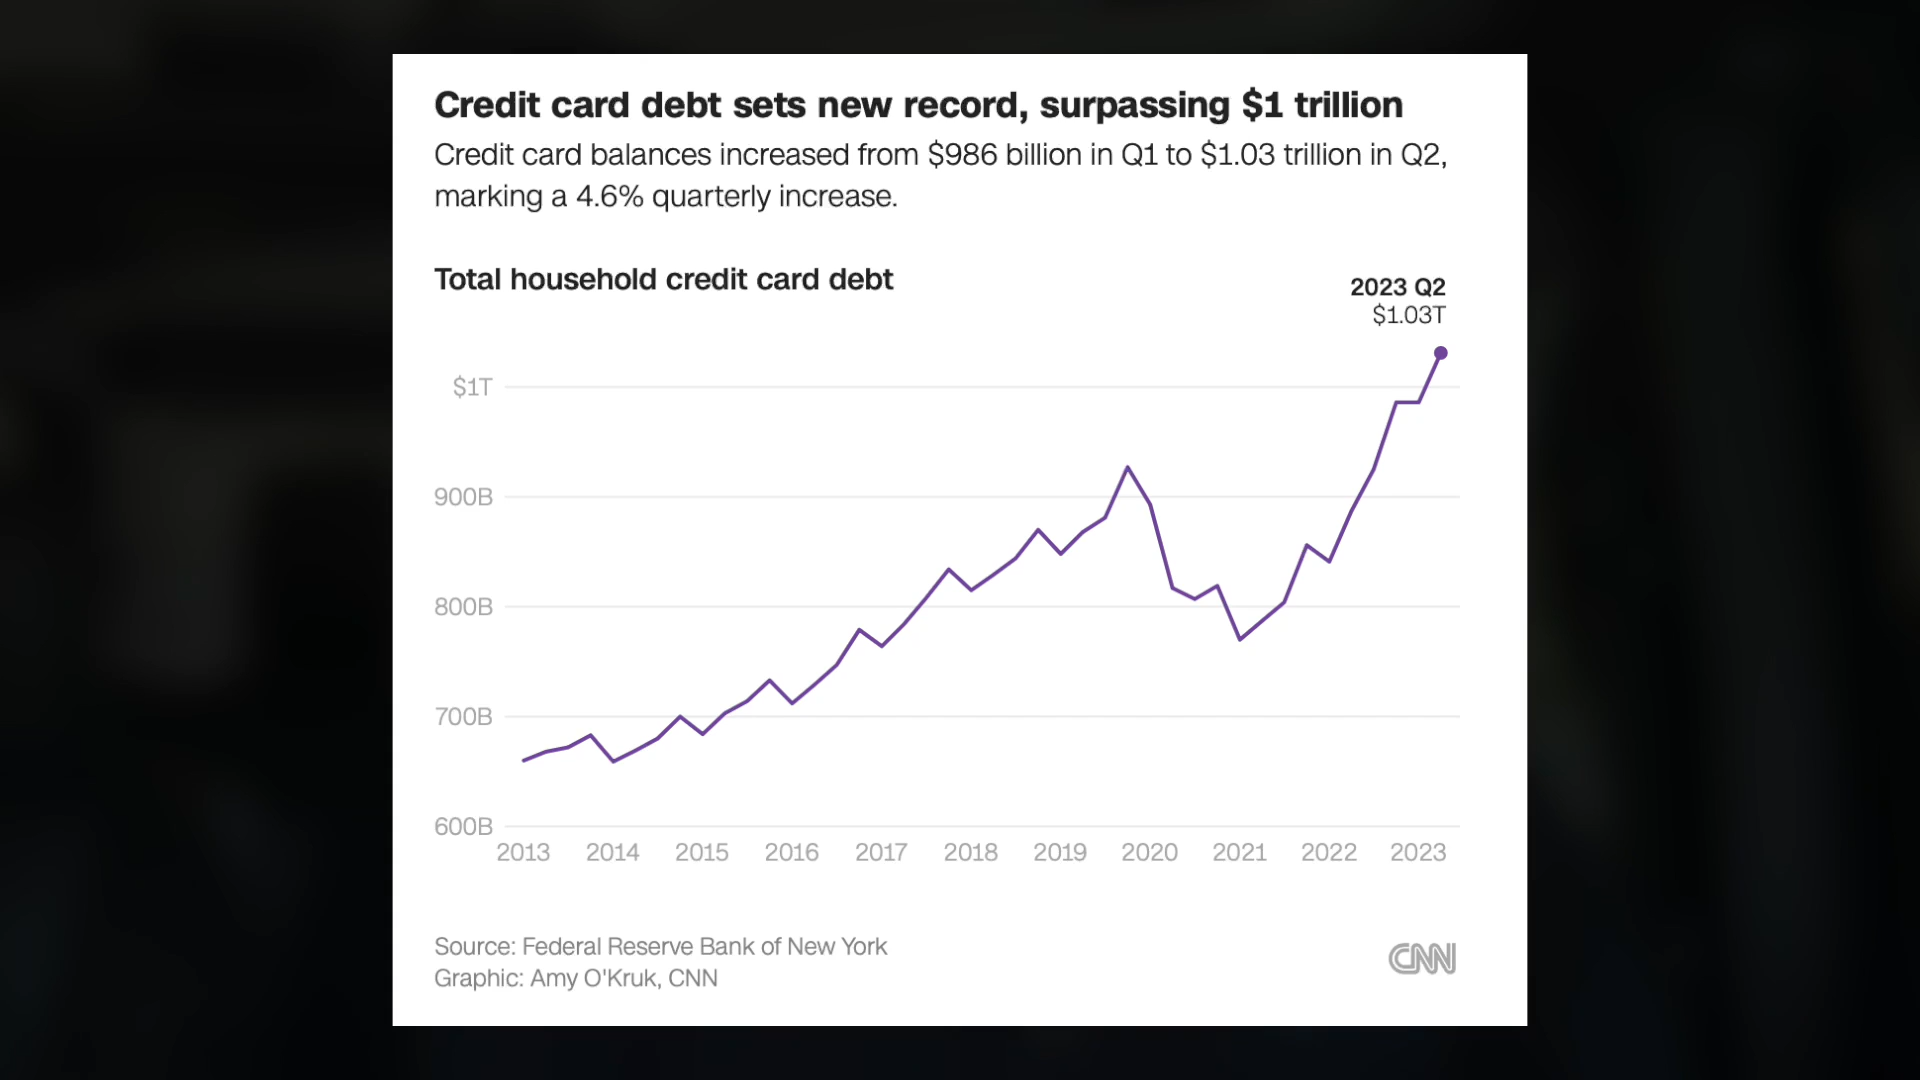 Credit card debt sets new record, surpassing $1 trillion
Credit card balances increased from $986 billion in Q1 to $1.03 trillion in Q2,
marking a 4.6% quarterly increase.
Total household credit card debt
2023 Q2
$1.03T
$1T
900B
800B
700B
600B
2013 2014 2015 2016 2017 2018 2019 2020 2021 2022 2023
Source: Federal Reserve Bank of New York
Graphic: Amy O'Kruk, CNN
CNN